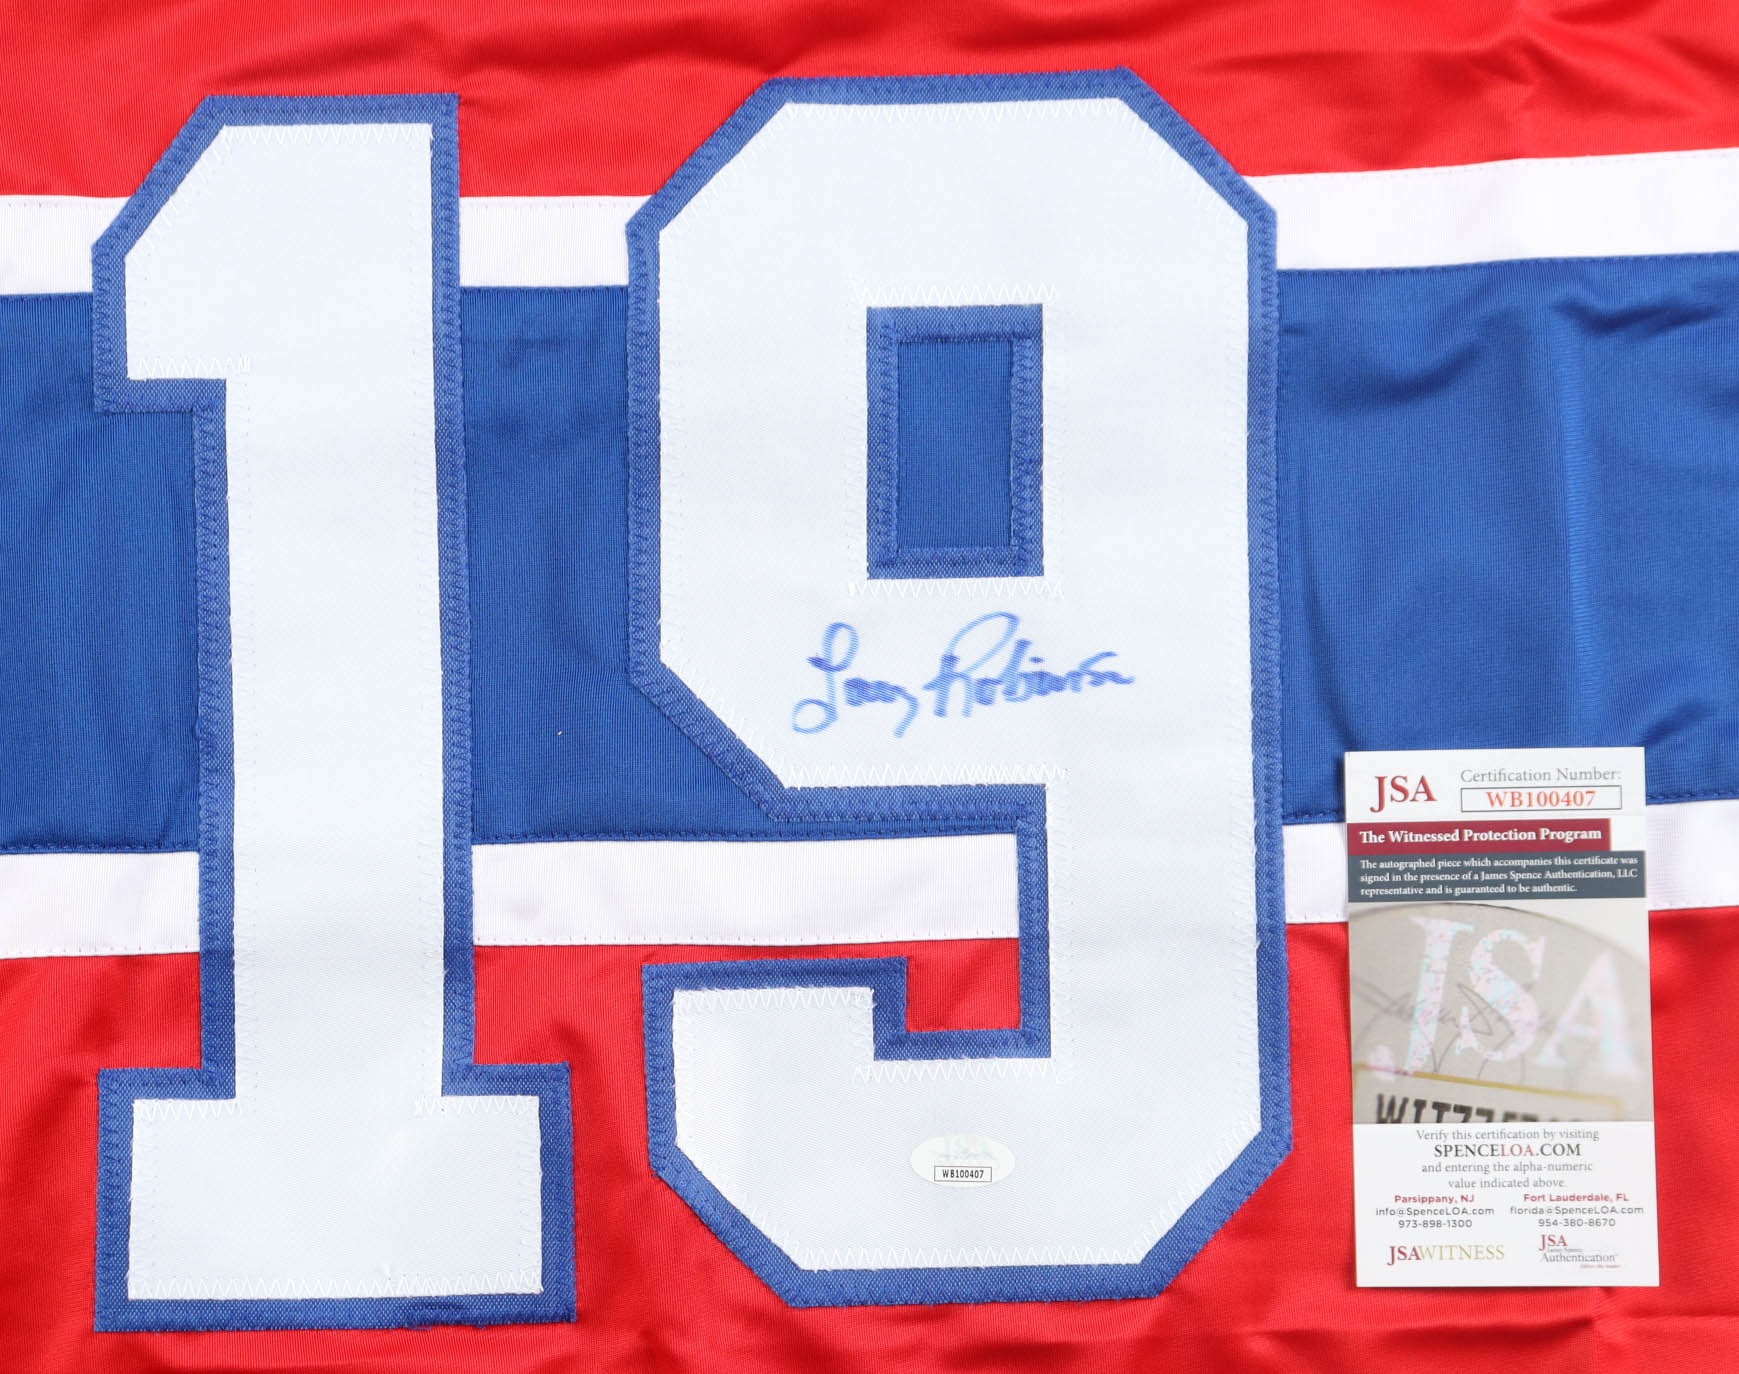 19
Larry Robinson
WB100407
JSA
Certification Number:
WB100407
The Witnessed Protection Program
The autographed piece which accompanies this certificate was
signed in the presence of a James Spence Authentication, LLC
representative and is guaranteed to be authentic.
JSA
Verify this certification by visiting
SPENCELOA.COM
and entering the alpha-numeric
value indicated above.
Parsippany, NJ
info@SpenceLOA.com
973-898-1300
Fort Lauderdale, FL
florida@SpenceLOA.com
954-380-8670
JSAWITNESS
JSA
James Spence
Authentication